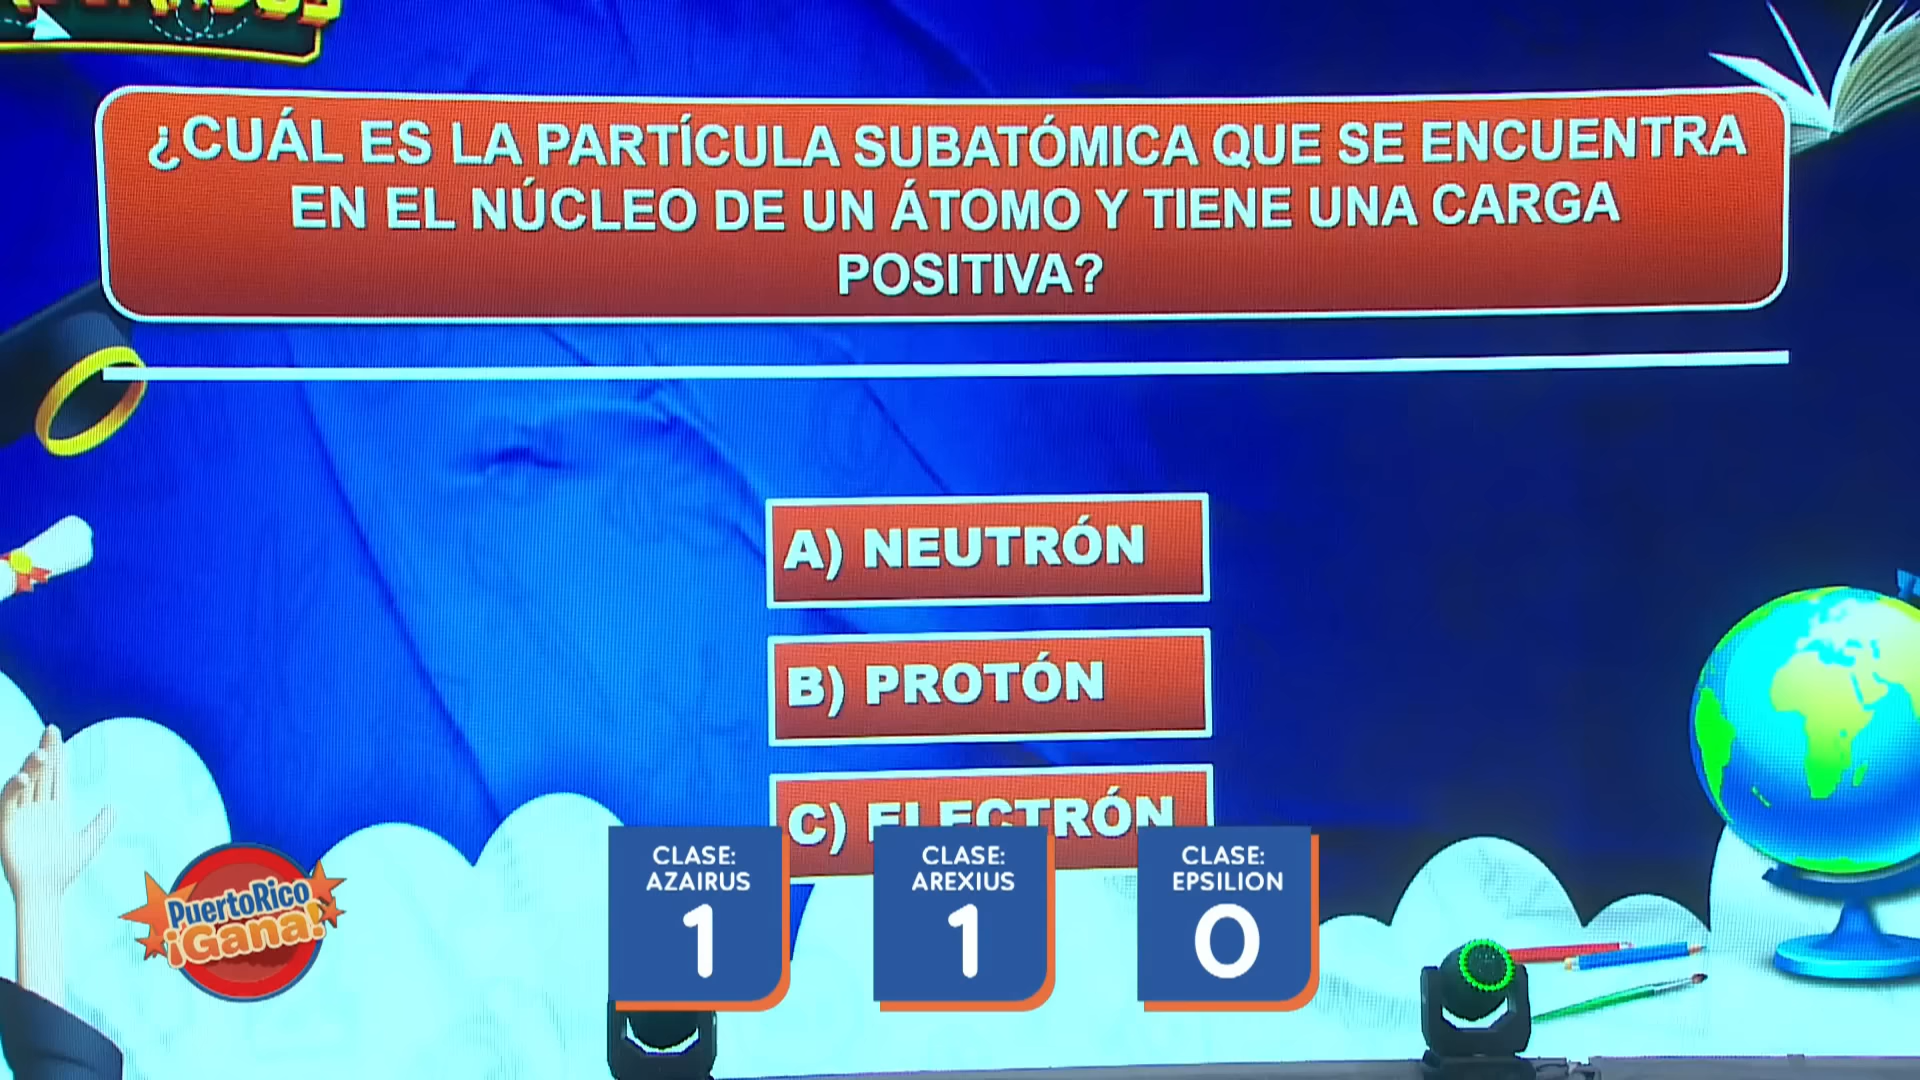 ¿CUÁL ES LA PARTÍCULA SUBATÓMICA QUE SE ENCUENTRA
EN EL NÚCLEO DE UN ÁTOMO Y TIENE UNA CARGA
POSITIVA?
A) NEUTRÓN
B) PROTÓN
C) ELECTRÓN
CLASE:
AZAIRUS
1
CLASE:
AREXIUS
1
CLASE:
EPSILION
0
PuertoRico
¡Gana!